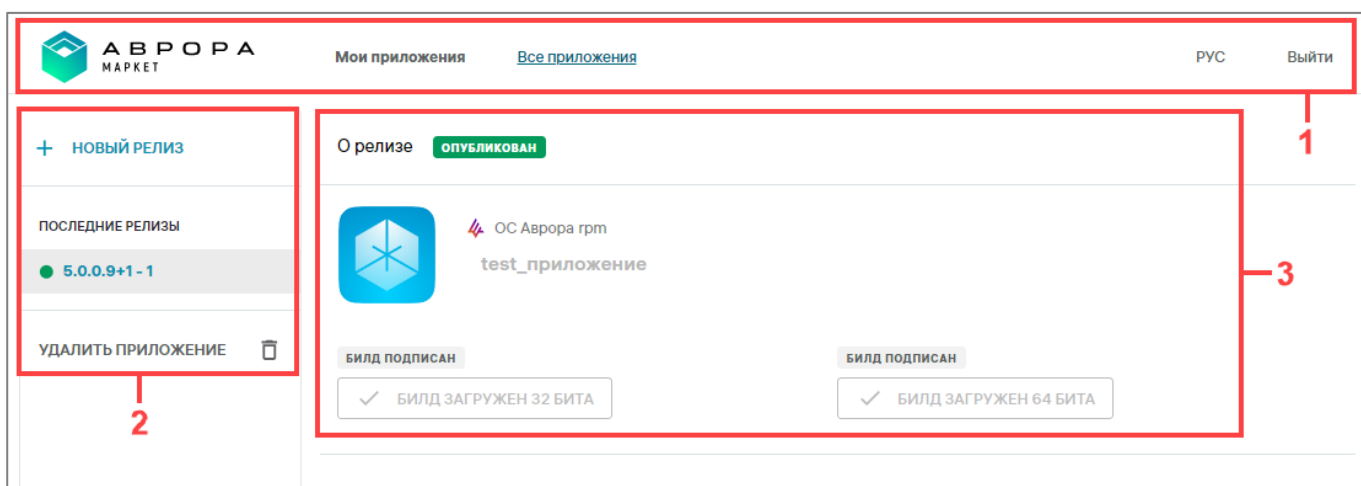 АВРОРА
МАРКЕТ
Мои приложения Все приложения РУС Выйти
1
+ НОВЫЙ РЕЛИЗ
О релизе ОПУБЛИКОВАН
ПОСЛЕДНИЕ РЕЛИЗЫ
ОС Аврора rpm
5.0.0.9+1 - 1
test_приложение
3
УДАЛИТЬ ПРИЛОЖЕНИЕ
БИЛД ПОДПИСАН БИЛД ПОДПИСАН
БИЛД ЗАГРУЖЕН 32 БИТА БИЛД ЗАГРУЖЕН 64 БИТА
2